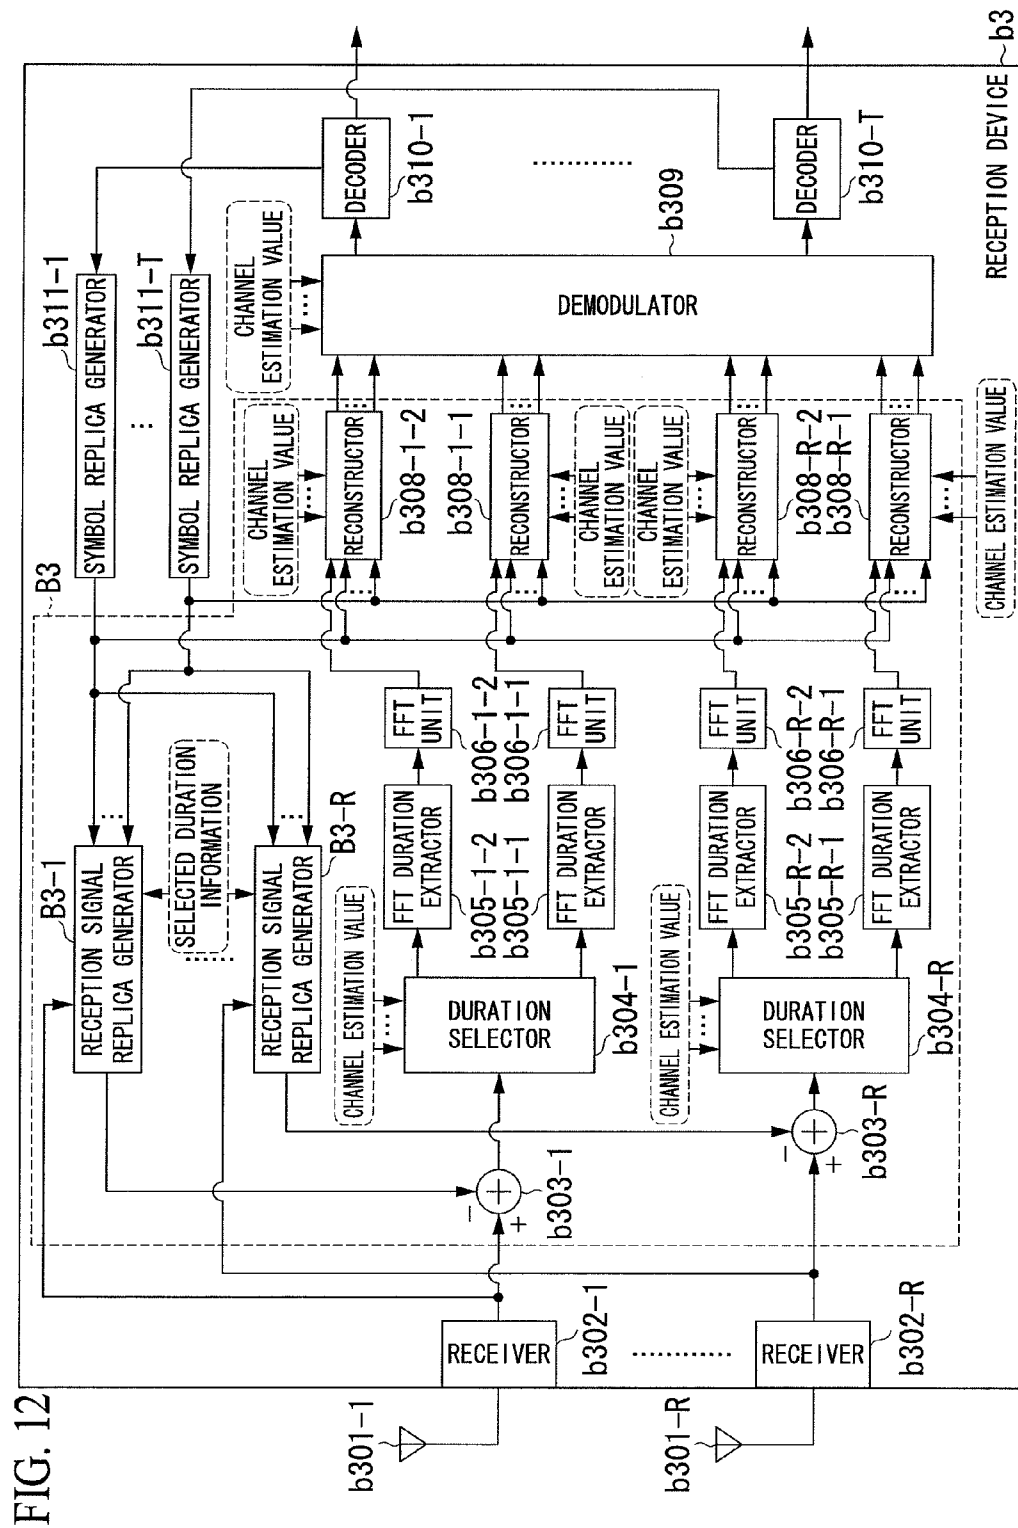 FIG. 12
b3
RECEPTION DEVICE
B3
b311-1
SYMBOL REPLICA GENERATOR
b311-T
SYMBOL REPLICA GENERATOR
B3-1
RECEPTION SIGNAL
REPLICA GENERATOR
SELECTED DURATION
INFORMATION
B3-R
RECEPTION SIGNAL
REPLICA GENERATOR
b301-1
RECEIVER
b302-1
−
+
b303-1
CHANNEL ESTIMATION VALUE
DURATION
SELECTOR
b304-1
FFT DURATION
EXTRACTOR
b305-1-2
b305-1-1
FFT DURATION
EXTRACTOR
FFT
UNIT
b306-1-2
b306-1-1
FFT
UNIT
CHANNEL
ESTIMATION VALUE
RECONSTRUCTOR
b308-1-2
b308-1-1
RECONSTRUCTOR
CHANNEL
ESTIMATION VALUE
CHANNEL
ESTIMATION VALUE
DEMODULATOR
b309
DECODER
b310-1
b301-R
RECEIVER
b302-R
−
+
b303-R
CHANNEL ESTIMATION VALUE
DURATION
SELECTOR
b304-R
FFT DURATION
EXTRACTOR
b305-R-2
b305-R-1
FFT DURATION
EXTRACTOR
FFT
UNIT
b306-R-2
b306-R-1
FFT
UNIT
CHANNEL
ESTIMATION VALUE
RECONSTRUCTOR
b308-R-2
b308-R-1
RECONSTRUCTOR
CHANNEL ESTIMATION VALUE
DECODER
b310-T